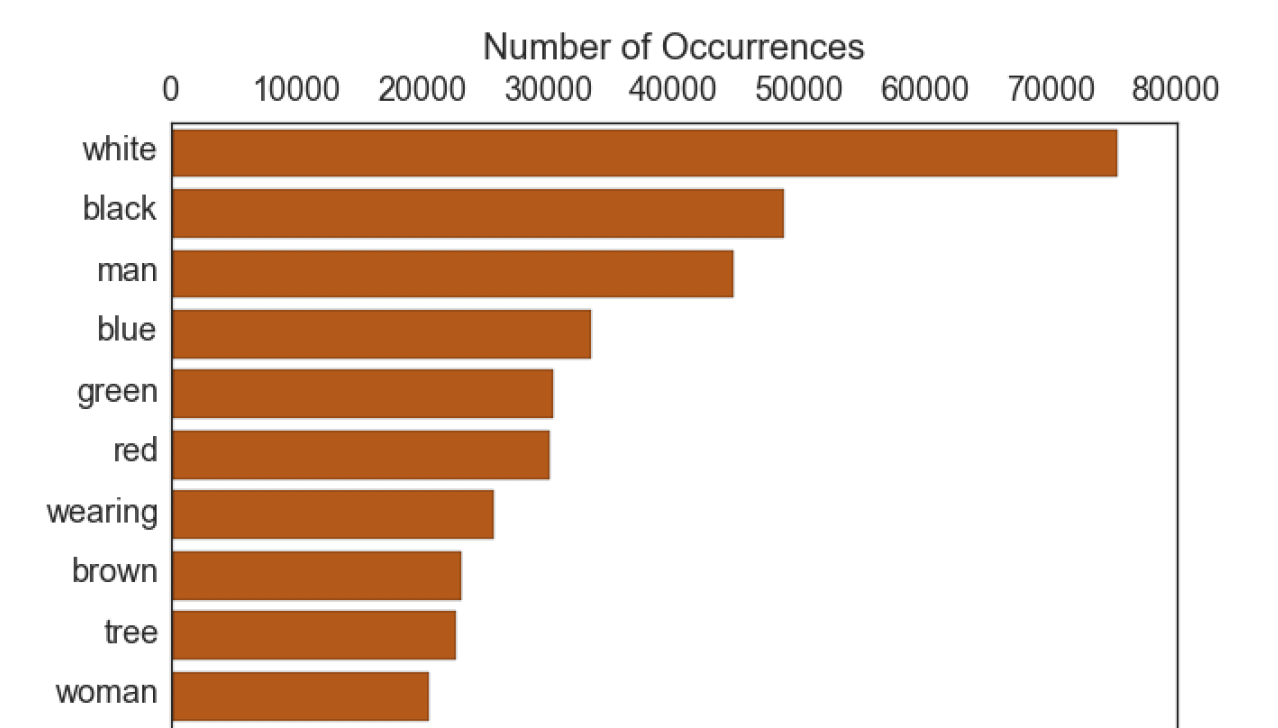 Number of Occurrences
0 10000 20000 30000 40000 50000 60000 70000 80000
white
black
man
blue
green
red
wearing
brown
tree
woman